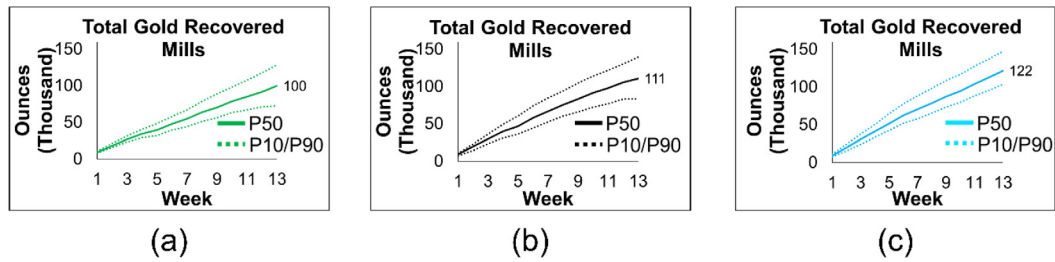 Total Gold Recovered
Mills
Ounces
(Thousand)
150
100
50
0
100
P50
P10/P90
1 3 5 7 9 11 13
Week
(a)
Total Gold Recovered
Mills
Ounces
(Thousand)
150
100
50
0
111
P50
P10/P90
1 3 5 7 9 11 13
Week
(b)
Total Gold Recovered
Mills
Ounces
(Thousand)
150
100
50
0
122
P50
P10/P90
1 3 5 7 9 11 13
Week
(c)